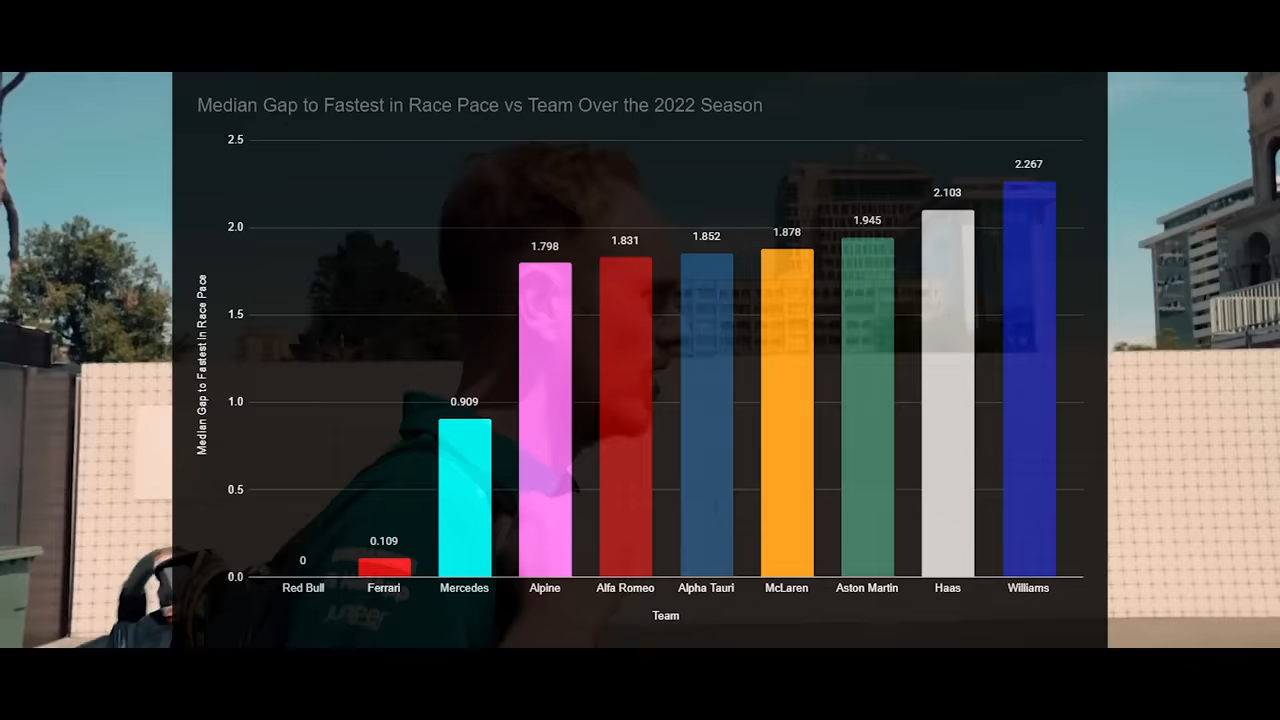 Median Gap to Fastest in Race Pace vs Team Over the 2022 Season
Median Gap to Fastest in Race Pace
2.5
2.0
1.5
1.0
0.5
0.0
0
0.109
0.909
1.798
1.831
1.852
1.878
1.945
2.103
2.267
Red Bull
Ferrari
Mercedes
Alpine
Alfa Romeo
Alpha Tauri
McLaren
Aston Martin
Haas
Williams
Team